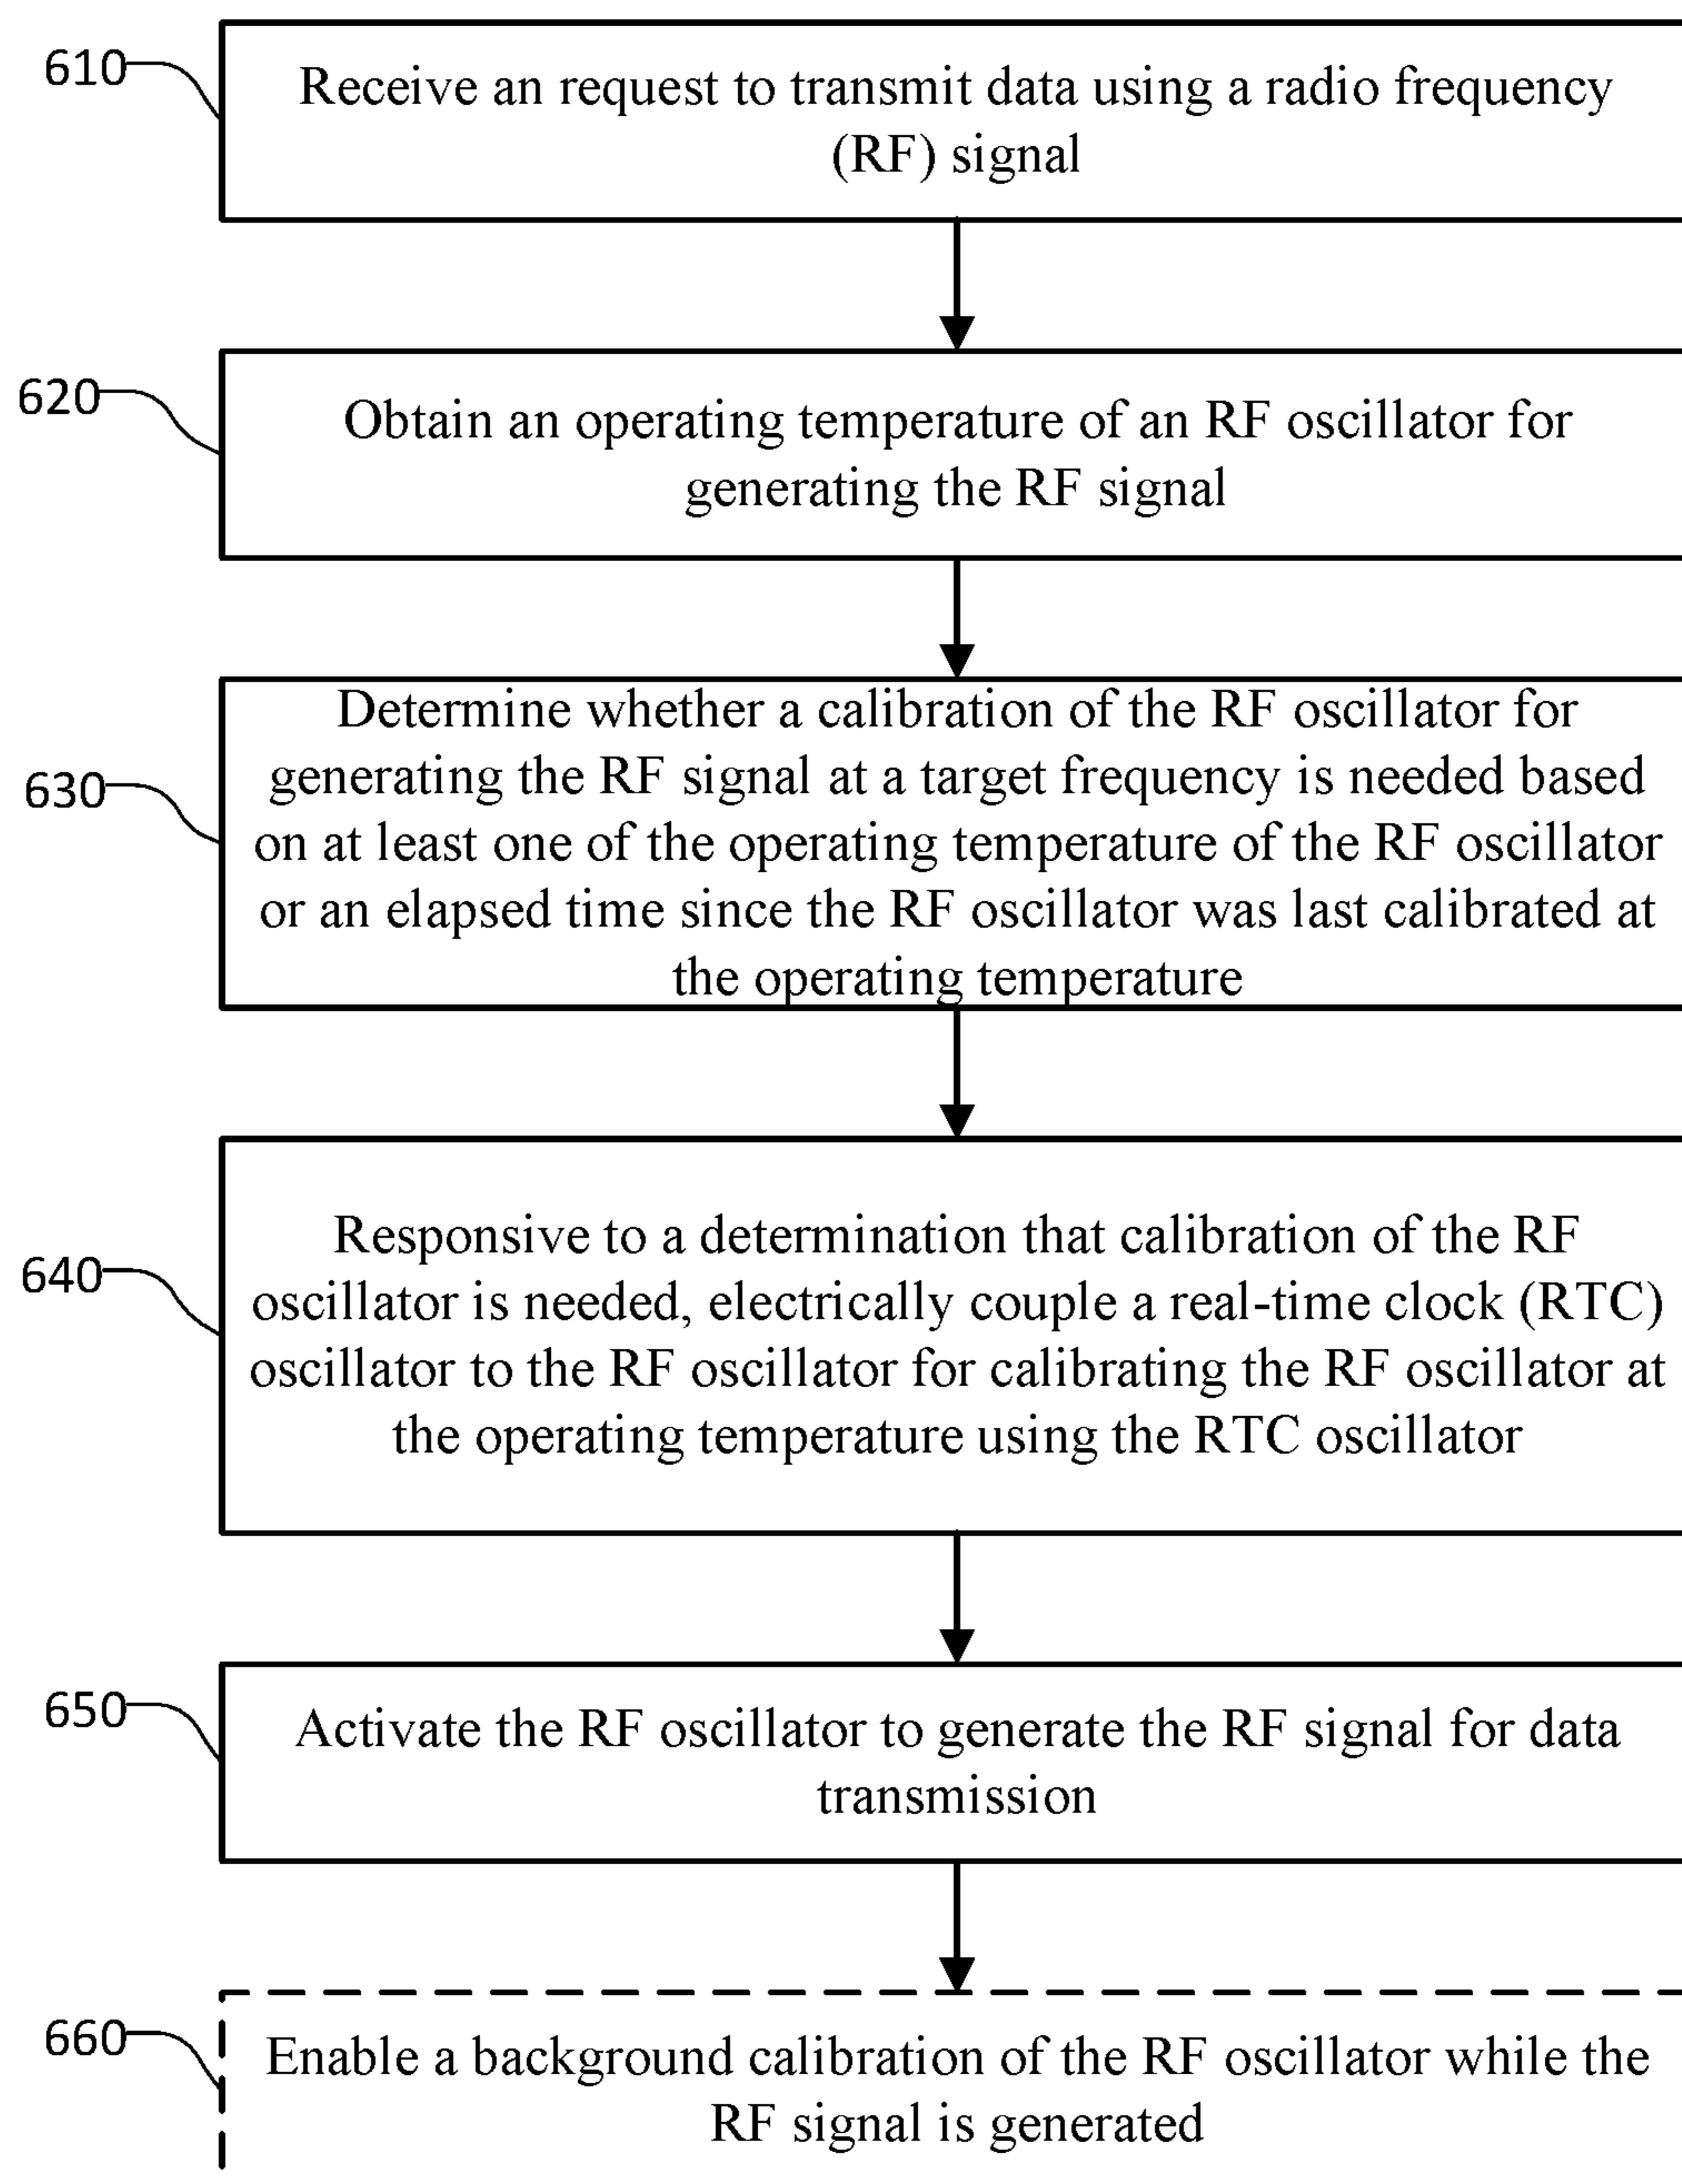 610
Receive an request to transmit data using a radio frequency
(RF) signal
620
Obtain an operating temperature of an RF oscillator for
generating the RF signal
630
Determine whether a calibration of the RF oscillator for
generating the RF signal at a target frequency is needed based
on at least one of the operating temperature of the RF oscillator
or an elapsed time since the RF oscillator was last calibrated at
the operating temperature
640
Responsive to a determination that calibration of the RF
oscillator is needed, electrically couple a real-time clock (RTC)
oscillator to the RF oscillator for calibrating the RF oscillator at
the operating temperature using the RTC oscillator
650
Activate the RF oscillator to generate the RF signal for data
transmission
660
Enable a background calibration of the RF oscillator while the
RF signal is generated